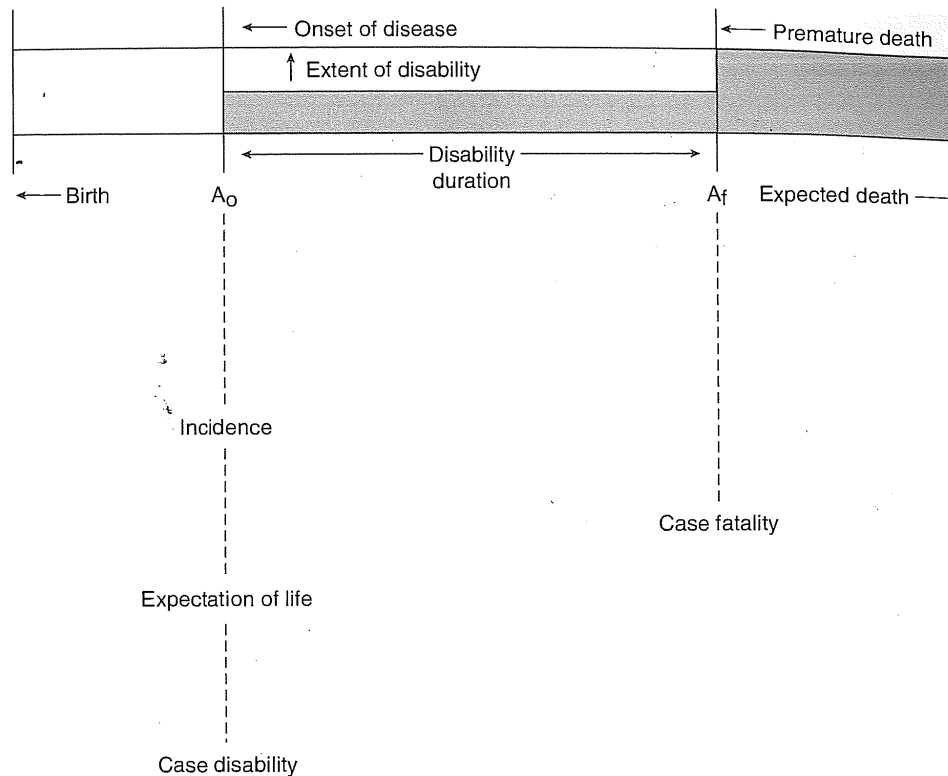 Onset of disease
Premature death
Extent of disability
Disability
duration
Birth
Ao
Af
Expected death
Incidence
Case fatality
Expectation of life
Case disability